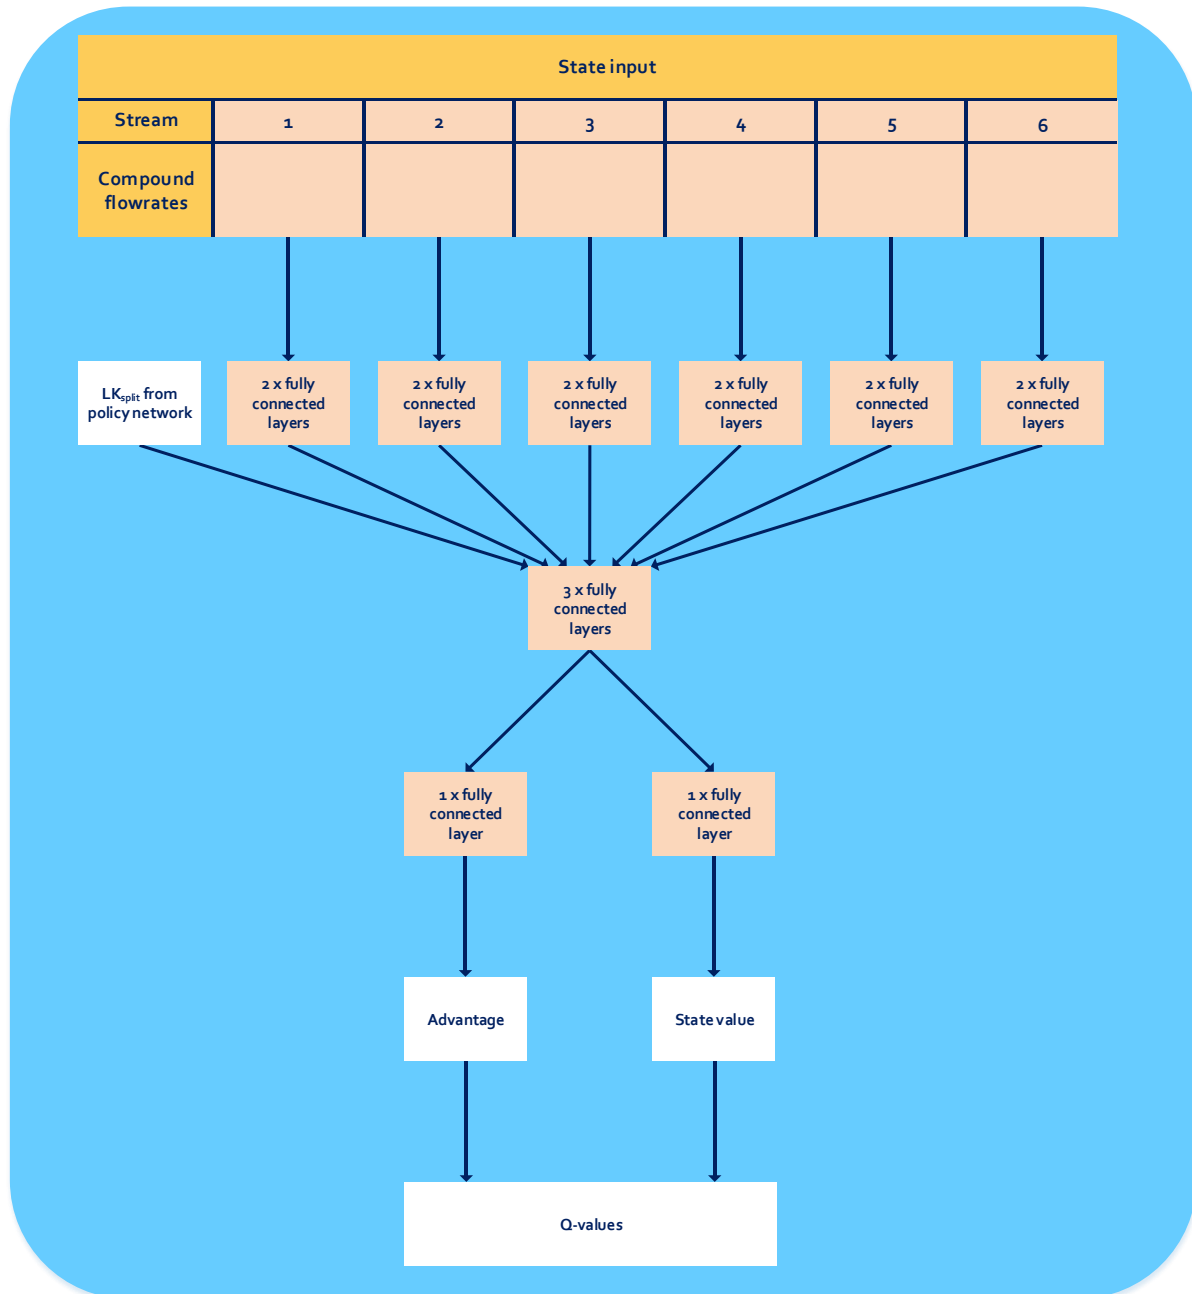 State input
Stream
1
2
3
4
5
6
Compound
flowrates
LKsplit from
policy network
2 x fully
connected
layers
2 x fully
connected
layers
2 x fully
connected
layers
2 x fully
connected
layers
2 x fully
connected
layers
2 x fully
connected
layers
3 x fully
connected
layers
1 x fully
connected
layer
1 x fully
connected
layer
Advantage
State value
Q-values